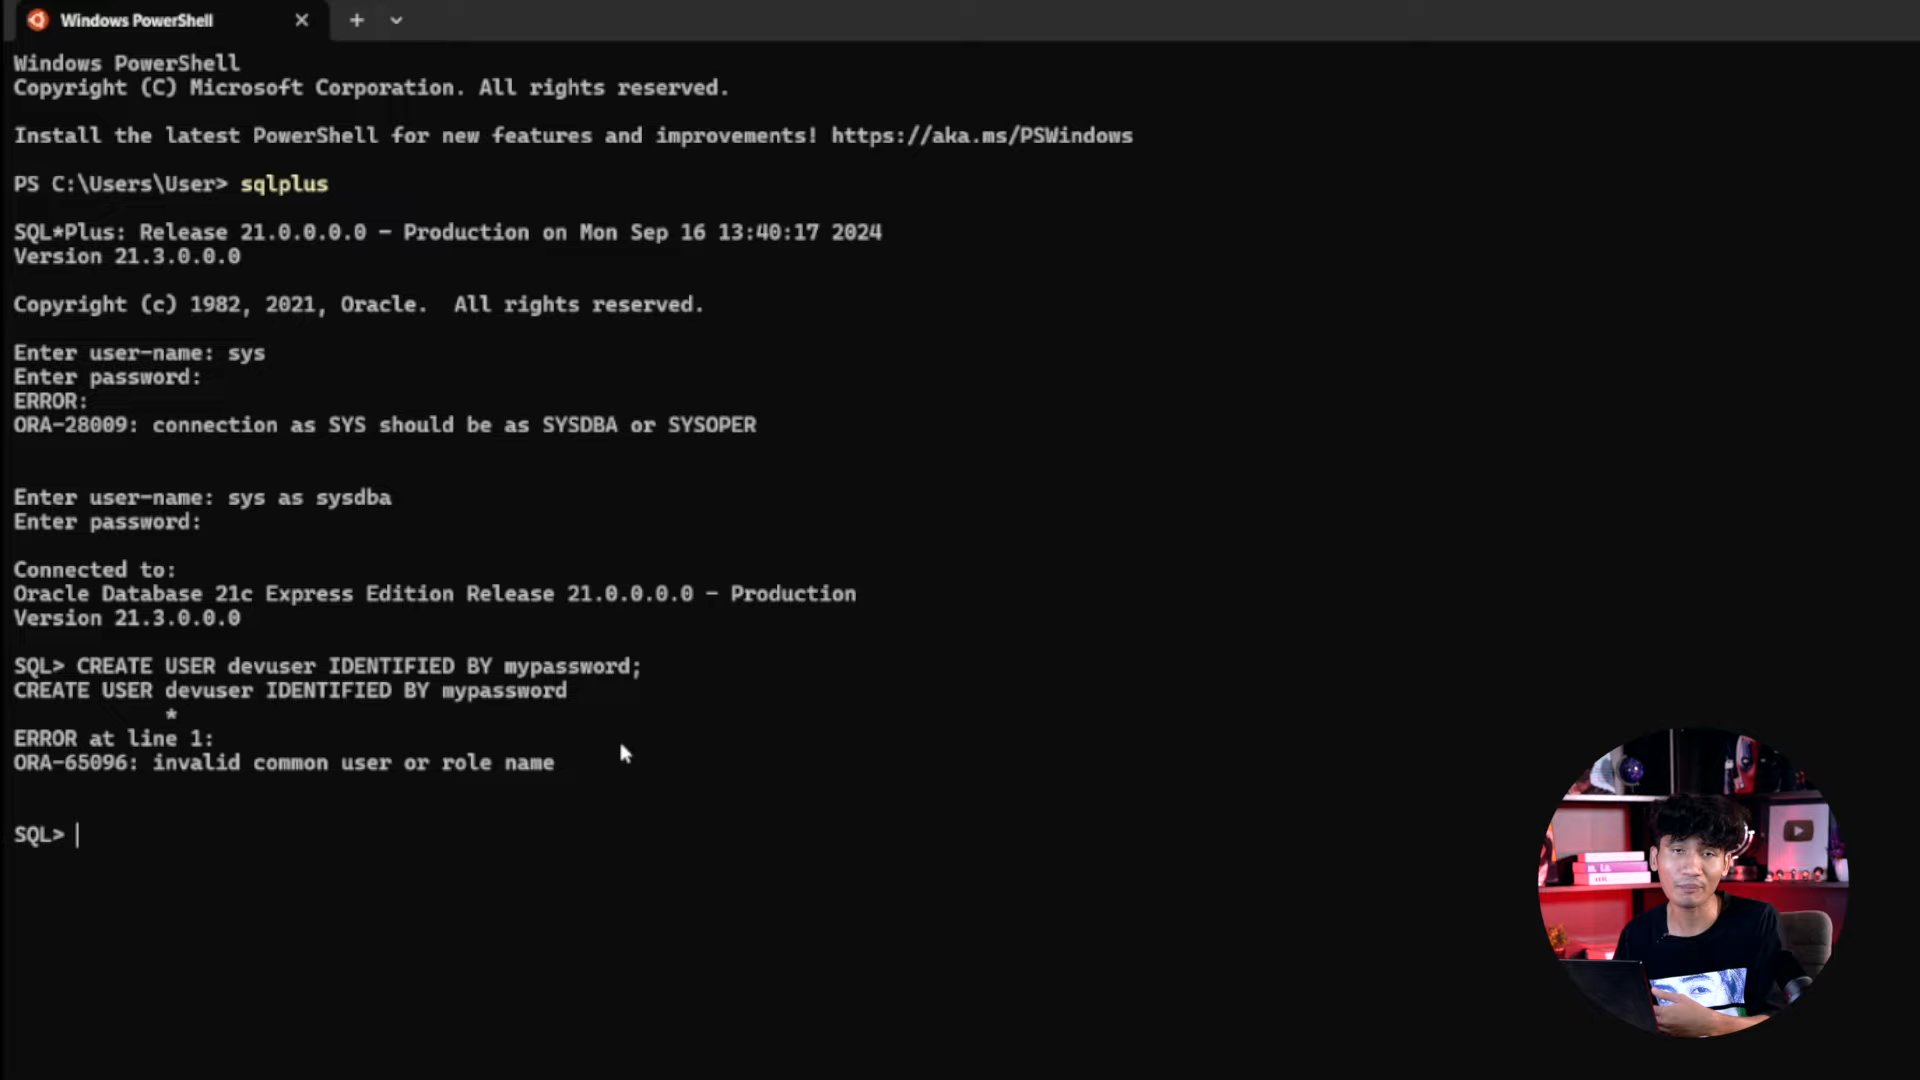 Windows PowerShell
Windows PowerShell
Copyright (C) Microsoft Corporation. All rights reserved.
Install the latest PowerShell for new features and improvements! https://aka.ms/PSWindows
PS C:\Users\User> sqlplus
SQL*Plus: Release 21.0.0.0.0 - Production on Mon Sep 16 13:40:17 2024
Version 21.3.0.0.0
Copyright (c) 1982, 2021, Oracle.  All rights reserved.
Enter user-name: sys
Enter password:
ERROR:
ORA-28009: connection as SYS should be as SYSDBA or SYSOPER
Enter user-name: sys as sysdba
Enter password:
Connected to:
Oracle Database 21c Express Edition Release 21.0.0.0.0 - Production
Version 21.3.0.0.0
SQL> CREATE USER devuser IDENTIFIED BY mypassword;
CREATE USER devuser IDENTIFIED BY mypassword
*
ERROR at line 1:
ORA-65096: invalid common user or role name
SQL>